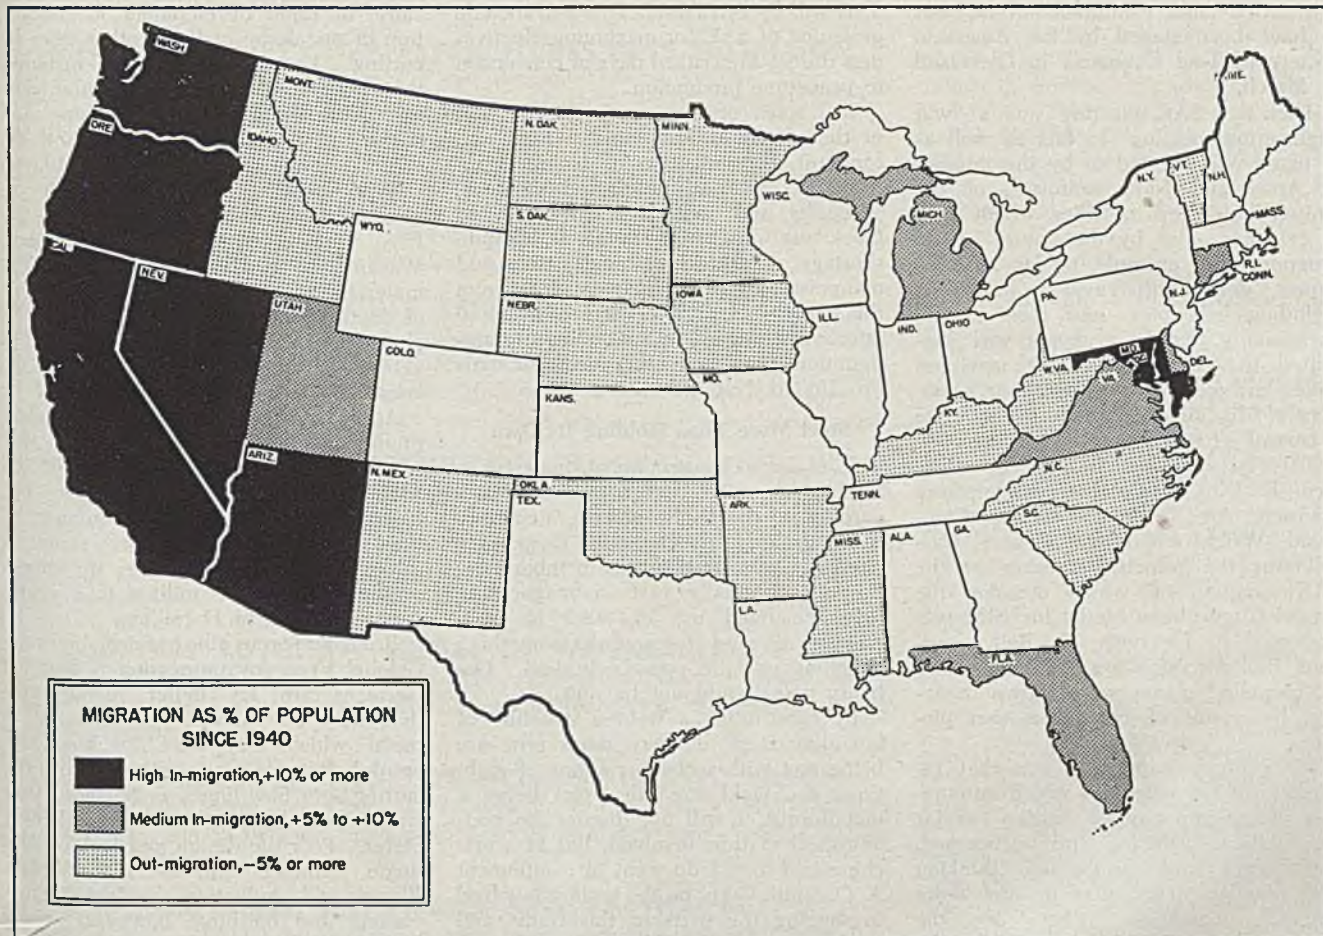 WASH
ORE.
CAL.
NEV.
IDAHO
MONT.
WYO.
UTAH
ARIZ.
COLO.
N. MEX.
N. DAK.
S. DAK.
NEBR.
KANS.
OKLA.
TEX.
MINN.
IOWA
MO.
ARK.
LA.
WISC.
ILL.
MICH.
IND.
OHIO
KY.
TENN.
MISS.
ALA.
GA.
FLA.
S.C.
N.C.
VA.
W.VA.
MD.
D.C.
DEL.
PA.
N.J.
N.Y.
CONN.
R.I.
MASS.
VT.
N.H.
ME.
MIGRATION AS % OF POPULATION
SINCE 1940
High In-migration, +10% or more
Medium In-migration, +5% to +10%
Out-migration, -5% or more